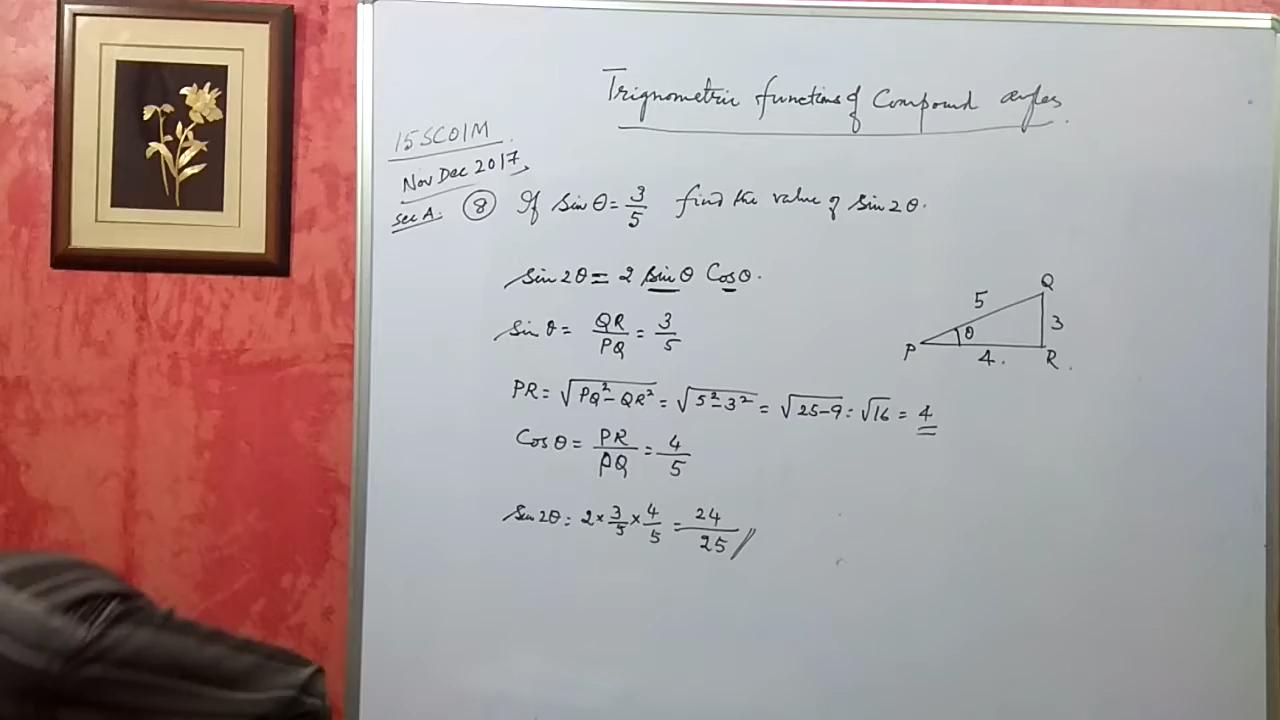 Trignometric functions of Compound angles.
15SC01M
Nov Dec 2017,
sec A. 8 If Sin θ = 3/5 find the value of Sin 2θ.
Sin 2θ = 2 Sin θ Cos θ.
Sin θ = QR/PQ = 3/5
PR = √(PQ² - QR²) = √(5² - 3²) = √(25-9) = √16 = 4
Cos θ = PR/PQ = 4/5
Sin 2θ = 2 × 3/5 × 4/5 = 24/25 //
Q
5
3
θ
P
4.
R.